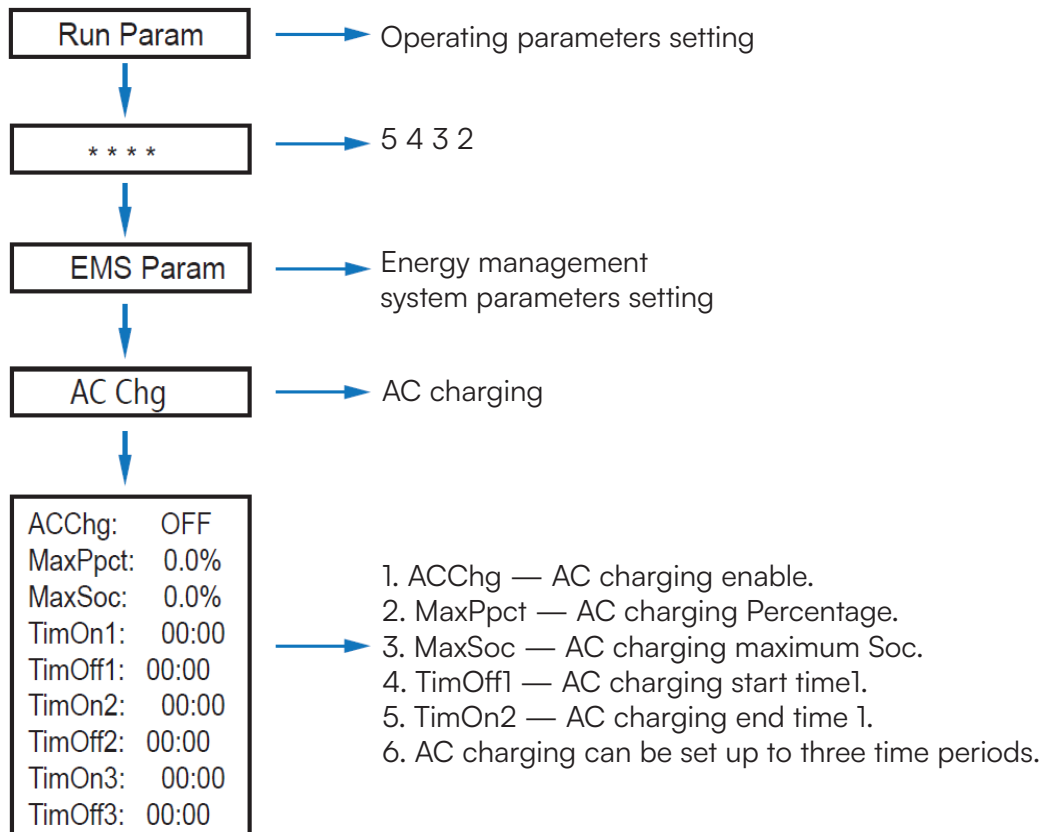 Run Param
Operating parameters setting
* * * *
5 4 3 2
EMS Param
Energy management
system parameters setting
AC Chg
AC charging
ACChg: OFF
MaxPpct: 0.0%
MaxSoc: 0.0%
TimOn1: 00:00
TimOff1: 00:00
TimOn2: 00:00
TimOff2: 00:00
TimOn3: 00:00
TimOff3: 00:00
1. ACChg — AC charging enable.
2. MaxPpct — AC charging Percentage.
3. MaxSoc — AC charging maximum Soc.
4. TimOff1 — AC charging start time1.
5. TimOn2 — AC charging end time 1.
6. AC charging can be set up to three time periods.